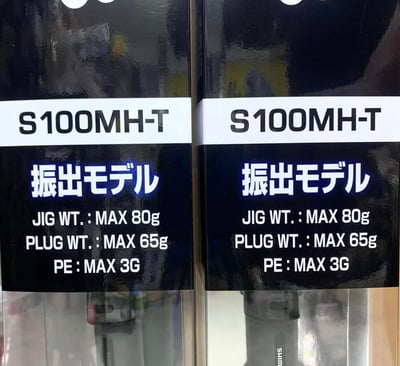 S100MH-T
振出モデル
JIG WT. : MAX 80g
PLUG WT. : MAX 65g
PE : MAX 3G
S100MH-T
振出モデル
JIG WT. : MAX 80g
PLUG WT. : MAX 65g
PE : MAX 3G